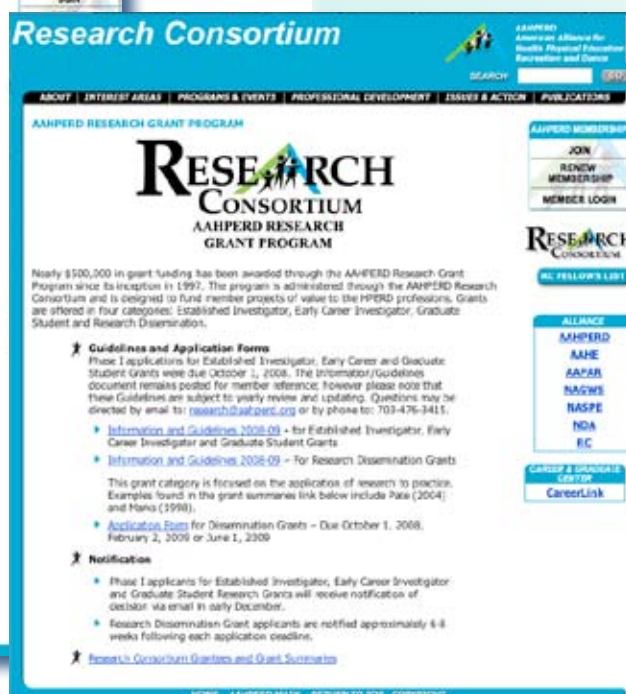 JOIN
Research Consortium
AAHPERD
American Alliance for
Health Physical Education
Recreation and Dance
SEARCH
GO
ABOUT | INTEREST AREAS | PROGRAMS & EVENTS | PROFESSIONAL DEVELOPMENT | ISSUES & ACTION | PUBLICATIONS
AAHPERD RESEARCH GRANT PROGRAM
RESEARCH
CONSORTIUM
AAHPERD RESEARCH
GRANT PROGRAM
Nearly $500,000 in grant funding has been awarded through the AAHPERD Research Grant
Program since its inception in 1997. The program is administered through the AAHPERD Research
Consortium and is designed to fund member projects of value to the HPERD professions. Grants
are offered in four categories: Established Investigator, Early Career Investigator, Graduate
Student and Research Dissemination.
Guidelines and Application Forms
Phase I applications for Established Investigator, Early Career and Graduate
Student Grants were due October 1, 2008. The Information/Guidelines
document remains posted for member reference; however please note that
these Guidelines are subject to yearly review and updating. Questions may be
directed by email to: research@aahperd.org or by phone to: 703-476-3415.
Information and Guidelines 2008-09 - for Established Investigator, Early
Career Investigator and Graduate Student Grants
Information and Guidelines 2008-09 – For Research Dissemination Grants
This grant category is focused on the application of research to practice.
Examples found in the grant summaries link below include Pate (2004)
and Marks (1998).
Application Form for Dissemination Grants – Due October 1, 2008,
February 2, 2009 or June 1, 2009
Notification
Phase I applicants for Established Investigator, Early Career Investigator
and Graduate Student Research Grants will receive notification of
decision via email in early December.
Research Dissemination Grant applicants are notified approximately 6-8
weeks following each application deadline.
Research Consortium Grantees and Grant Summaries
AAHPERD MEMBERSHIP
JOIN
RENEW
MEMBERSHIP
MEMBER LOGIN
RESEARCH
CONSORTIUM
RC FELLOWS LIST
ALLIANCE
AAHPERD
AAHE
AAPAR
NAGWS
NASPE
NDA
RC
CAREER & GRADUATE
CENTER
CareerLink